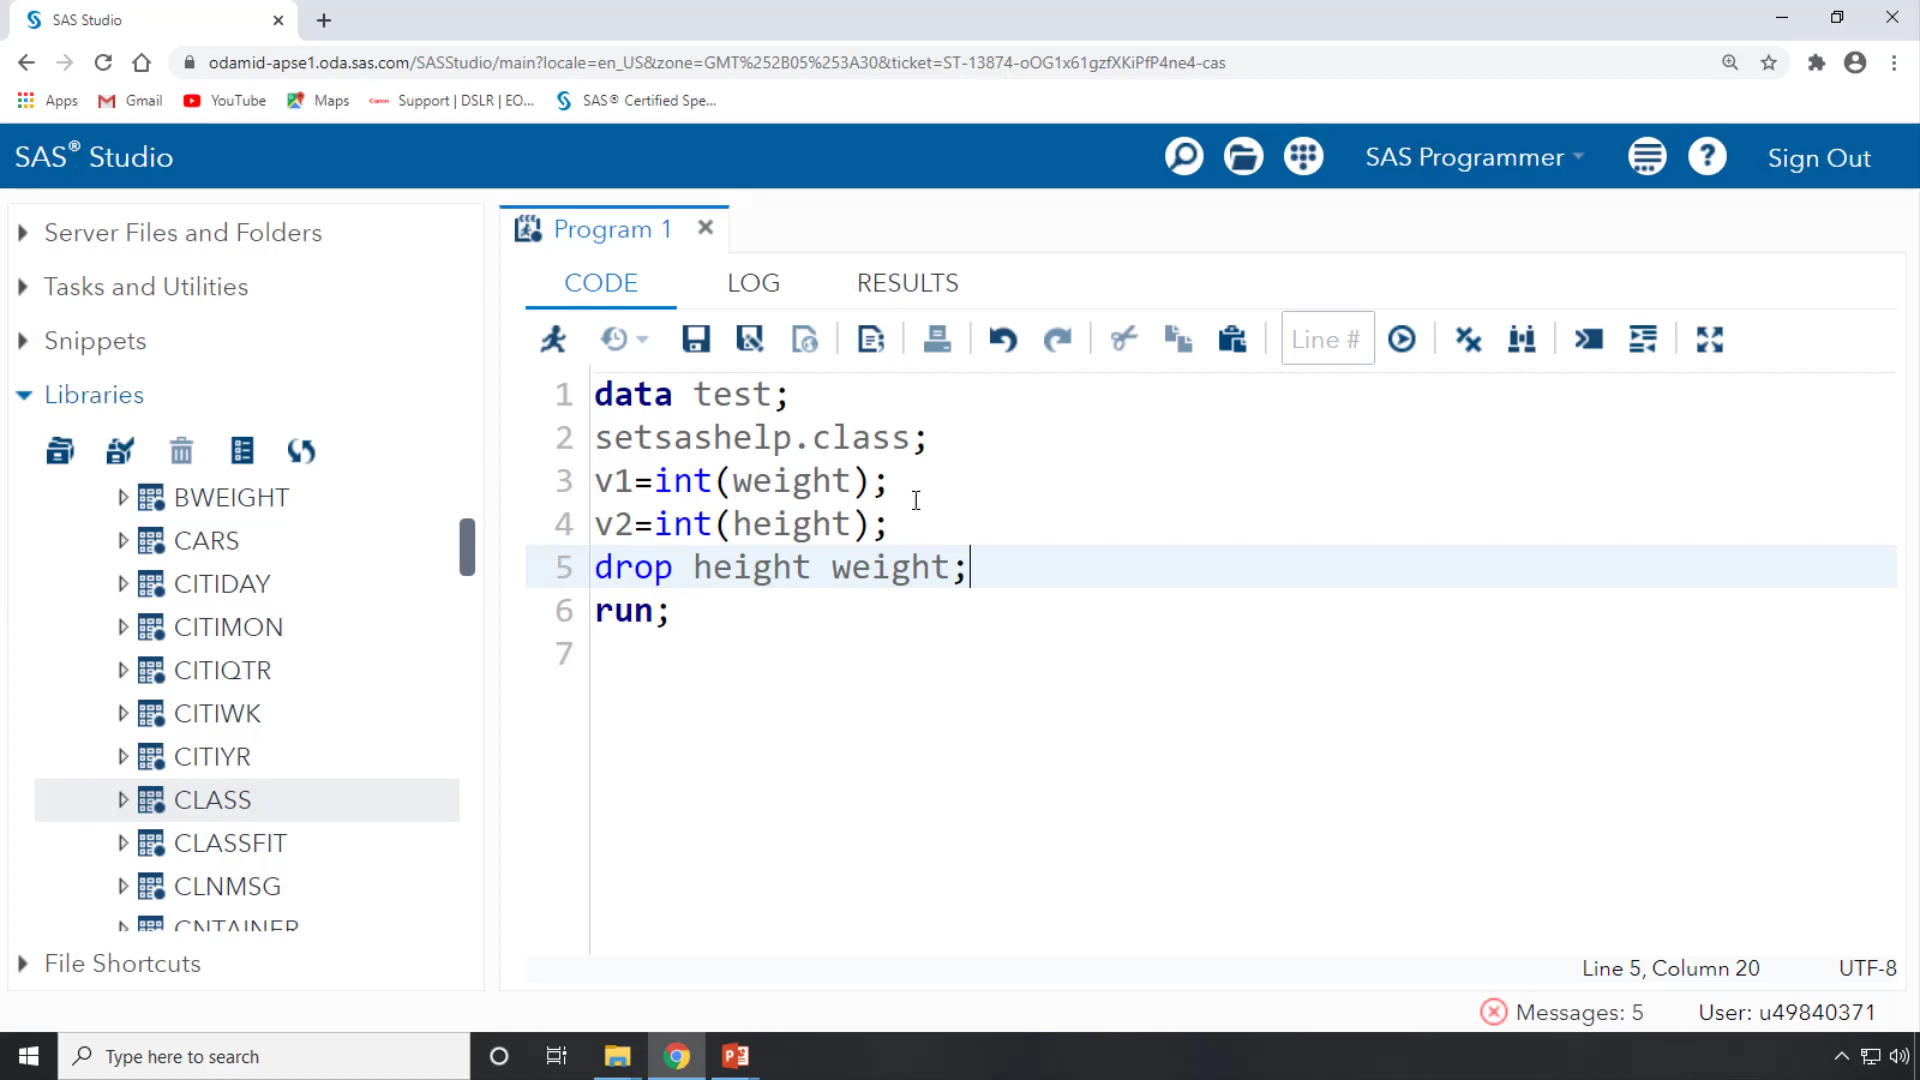 SAS Studio
odamid-apse1.oda.sas.com/SASStudio/main?locale=en_US&zone=GMT%252B05%253A30&ticket=ST-13874-oOG1x61gzfXKiPfP4ne4-cas
Apps Gmail YouTube Maps Canon Support | DSLR | EO... SAS® Certified Spe...
SAS® Studio SAS Programmer ? Sign Out
Server Files and Folders
Tasks and Utilities
Snippets
Libraries
BWEIGHT
CARS
CITIDAY
CITIMON
CITIQTR
CITIWK
CITIYR
CLASS
CLASSFIT
CLNMSG
CNTAINER
File Shortcuts
Program 1
CODE LOG RESULTS
Line #
1 data test;
2 setsashelp.class;
3 v1=int(weight);
4 v2=int(height);
5 drop height weight;
6 run;
7
Line 5, Column 20 UTF-8
Messages: 5 User: u49840371
Type here to search